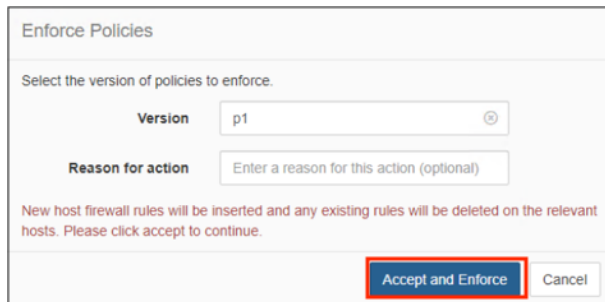 Enforce Policies
Select the version of policies to enforce.
Version p1
Reason for action Enter a reason for this action (optional)
New host firewall rules will be inserted and any existing rules will be deleted on the relevant
hosts. Please click accept to continue.
Accept and Enforce Cancel